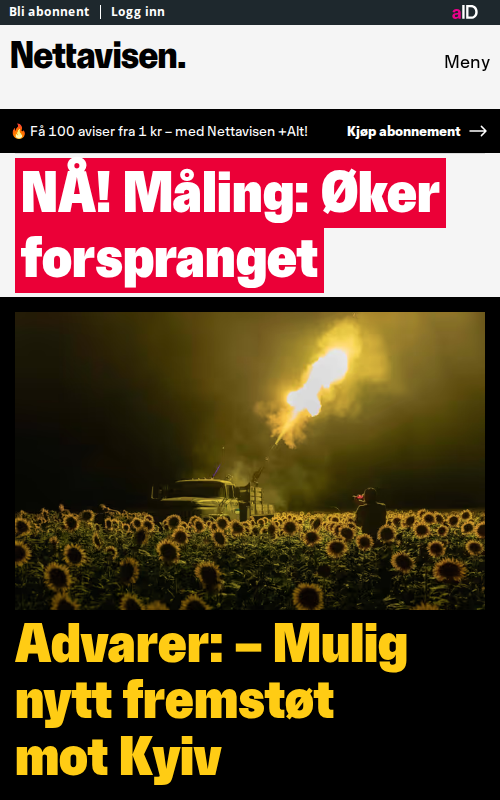 Bli abonnent | Logg inn
aID
Nettavisen.
Meny
🔥 Få 100 aviser fra 1 kr – med Nettavisen +Alt!
Kjøp abonnement →
NÅ! Måling: Øker
forspranget
Advarer: – Mulig
nytt fremstøt
mot Kyiv